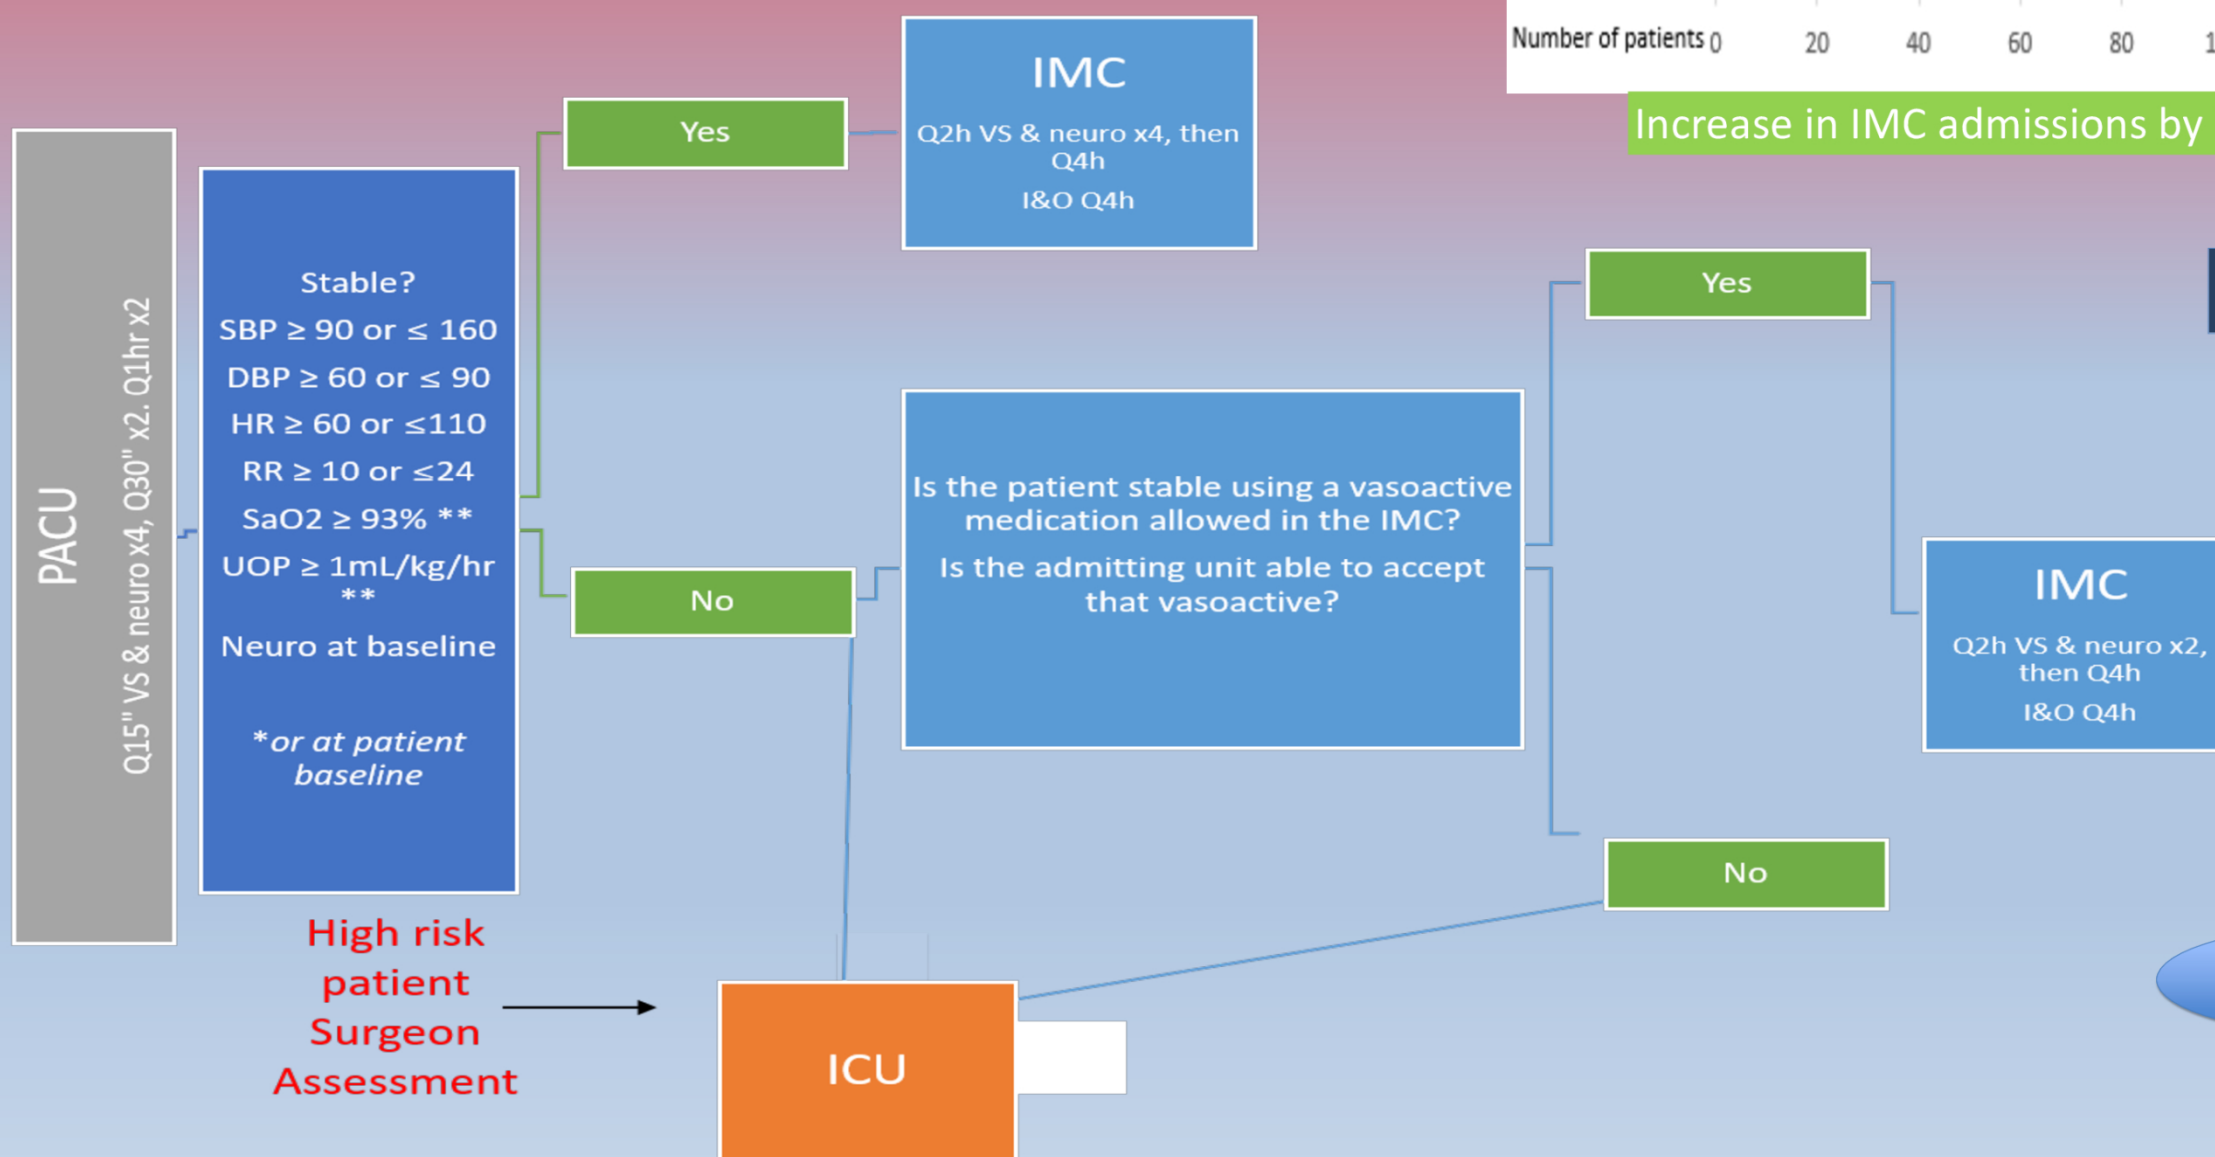 Number of patients 0 20 40 60 80
Increase in IMC admissions by
PACU
Q15" VS & neuro x4, Q30" x2. Q1hr x2
Stable?
SBP ≥ 90 or ≤ 160
DBP ≥ 60 or ≤ 90
HR ≥ 60 or ≤110
RR ≥ 10 or ≤24
SaO2 ≥ 93% **
UOP ≥ 1mL/kg/hr
**
Neuro at baseline
*or at patient
baseline
Yes
IMC
Q2h VS & neuro x4, then
Q4h
I&O Q4h
No
Is the patient stable using a vasoactive
medication allowed in the IMC?
Is the admitting unit able to accept
that vasoactive?
Yes
IMC
Q2h VS & neuro x2,
then Q4h
I&O Q4h
No
High risk
patient
Surgeon
Assessment
ICU